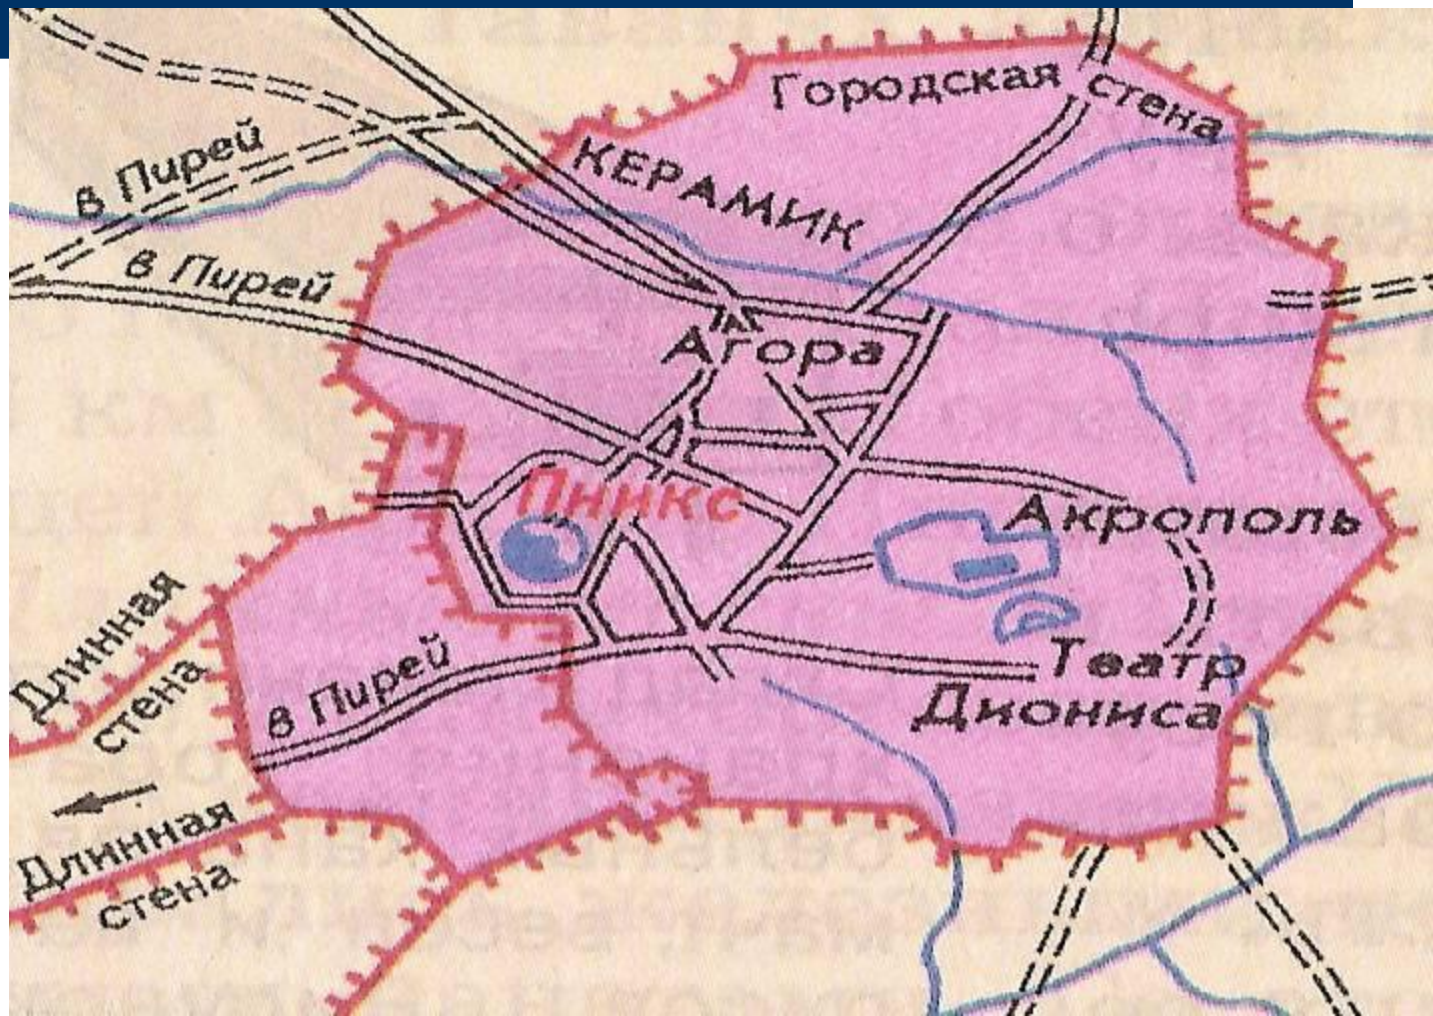 Городская стена
в Пирей
КЕРАМИК
в Пирей
Агора
Пникс
Акрополь
Длинная
стена
в Пирей
Театр
Диониса
Длинная
стена